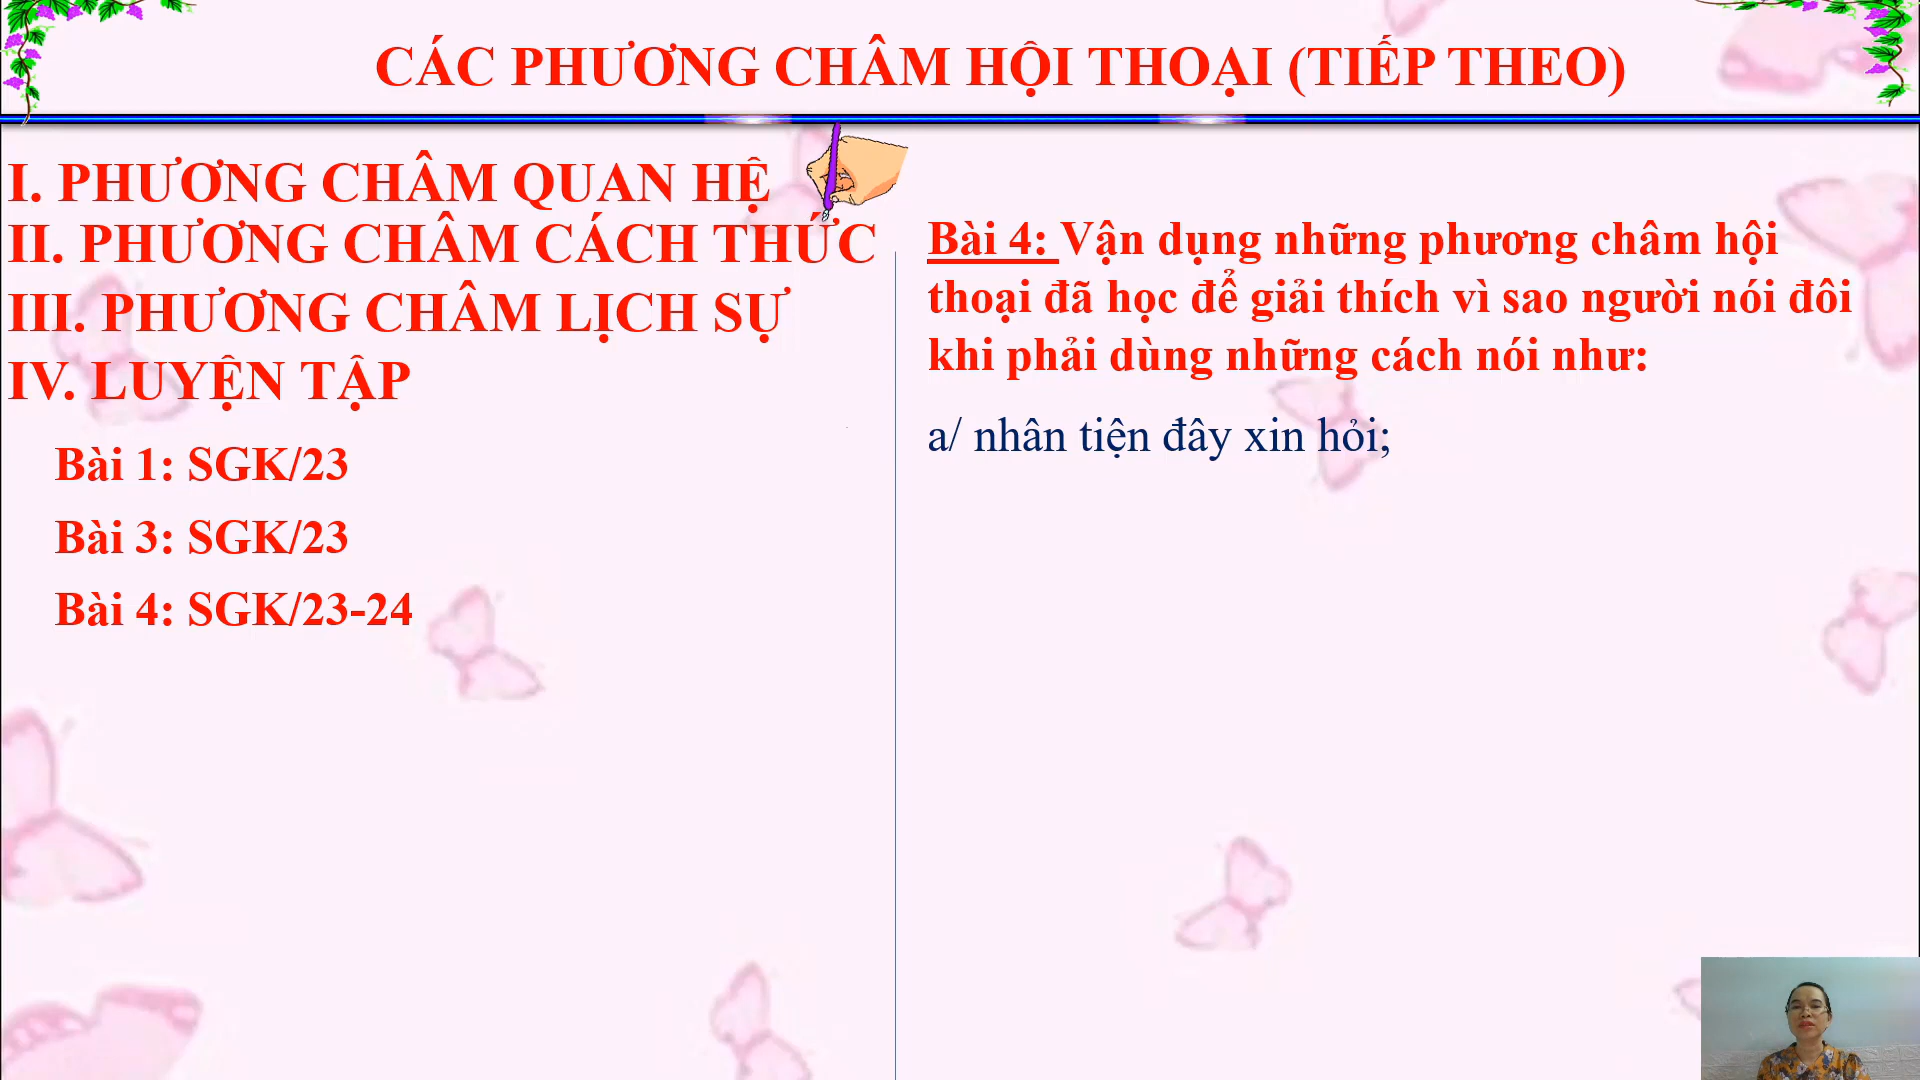 CÁC PHƯƠNG CHÂM HỘI THOẠI (TIẾP THEO)
I. PHƯƠNG CHÂM QUAN HỆ
II. PHƯƠNG CHÂM CÁCH THỨC
III. PHƯƠNG CHÂM LỊCH SỰ
IV. LUYỆN TẬP
Bài 1: SGK/23
Bài 3: SGK/23
Bài 4: SGK/23-24
Bài 4: Vận dụng những phương châm hội
thoại đã học để giải thích vì sao người nói đôi
khi phải dùng những cách nói như:
a/ nhân tiện đây xin hỏi;